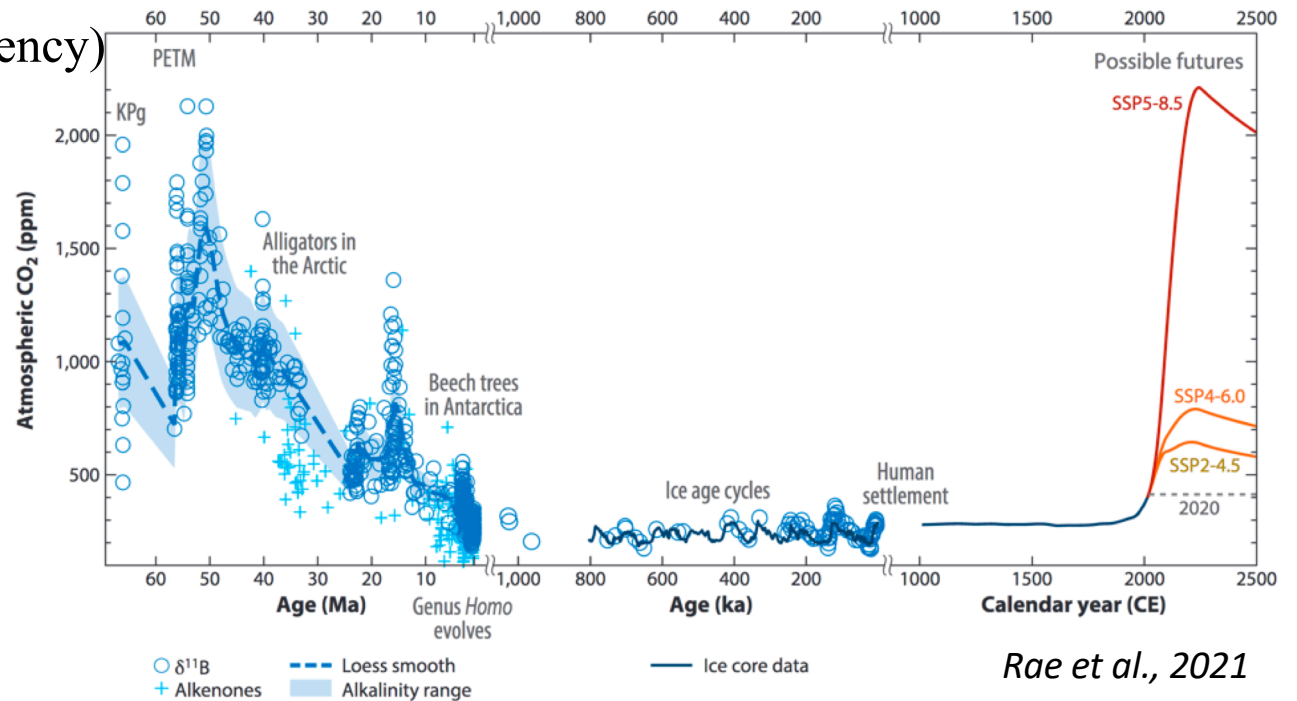 60 50 40 30 20 10 1,000 800 600 400 200 1000 1500 2000 2500
ency)
PETM
Possible futures
KPg
SSP5-8.5
2,000
Atmospheric CO₂ (ppm)
1,500
Alligators in
the Arctic
1,000
Beech trees
in Antarctica
SSP4-6.0
SSP2-4.5
500
Ice age cycles
Human
settlement
2020
60 50 40 30 20 10 1,000 800 600 400 200 1000 1500 2000 2500
Age (Ma)
Genus Homo
evolves
Age (ka)
Calendar year (CE)
δ¹¹B
Loess smooth
Ice core data
Alkenones
Alkalinity range
Rae et al., 2021